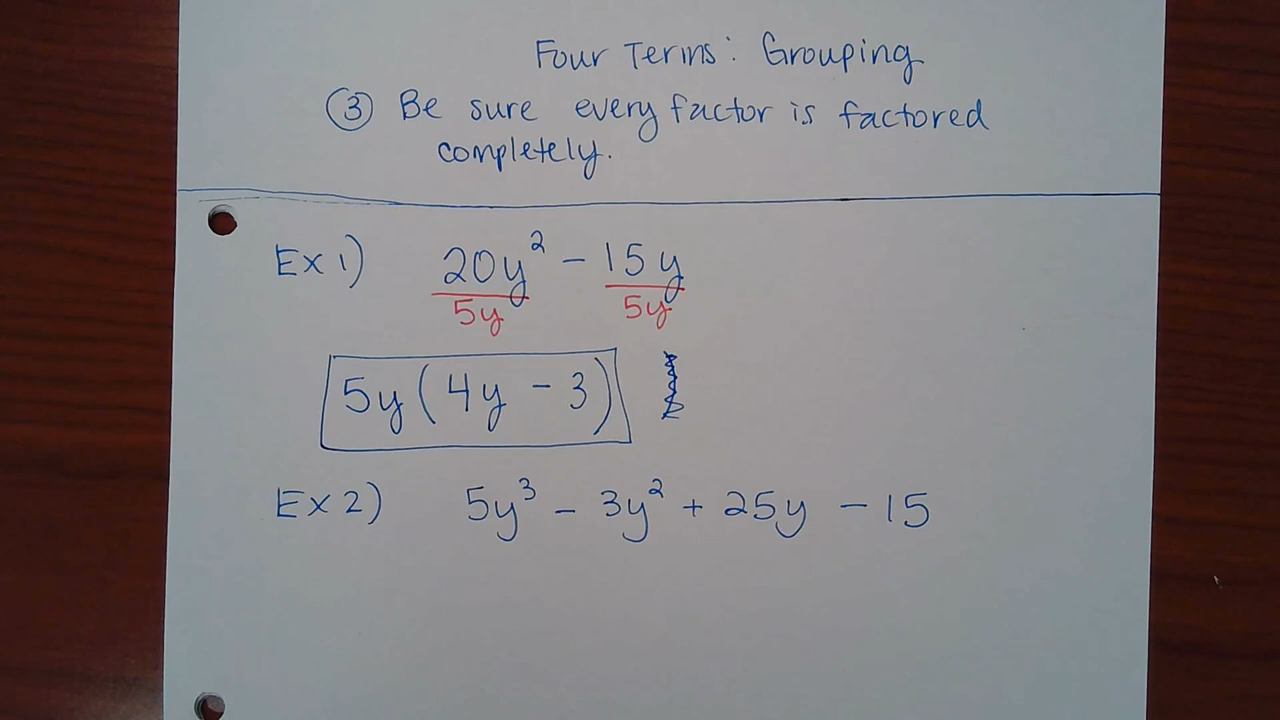 Four Terms: Grouping
③ Be sure every factor is factored
completely.
Ex 1) 20y² - 15y
5y 5y
5y(4y - 3)
Ex 2) 5y³ - 3y² + 25y - 15